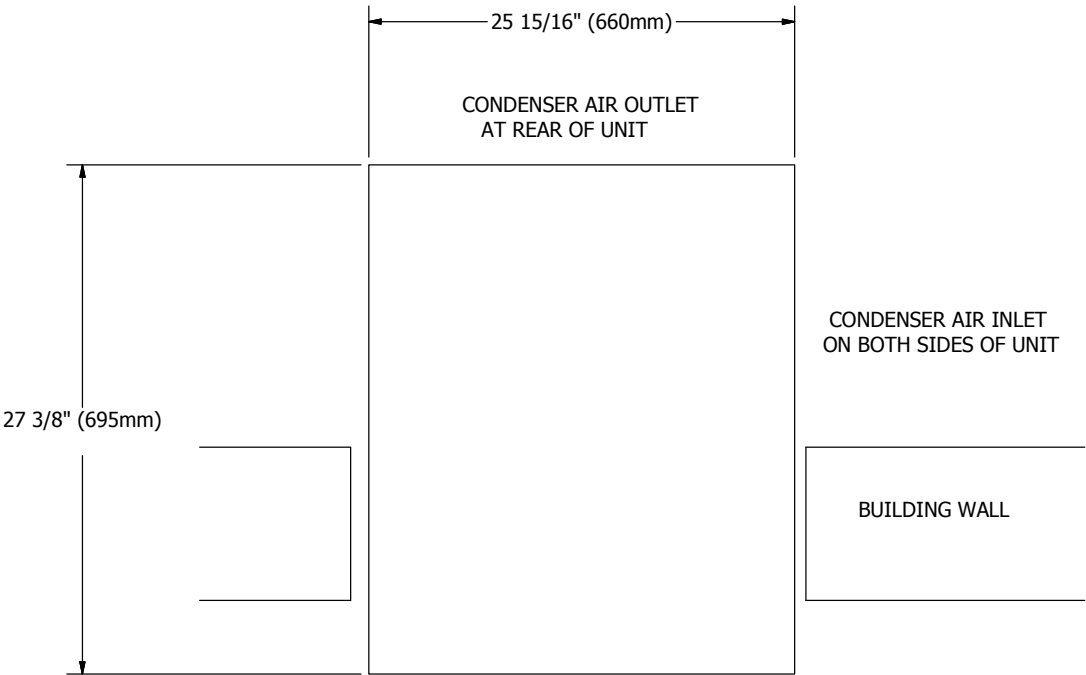 25 15/16" (660mm)
CONDENSER AIR OUTLET
AT REAR OF UNIT
CONDENSER AIR INLET
ON BOTH SIDES OF UNIT
27 3/8" (695mm)
BUILDING WALL